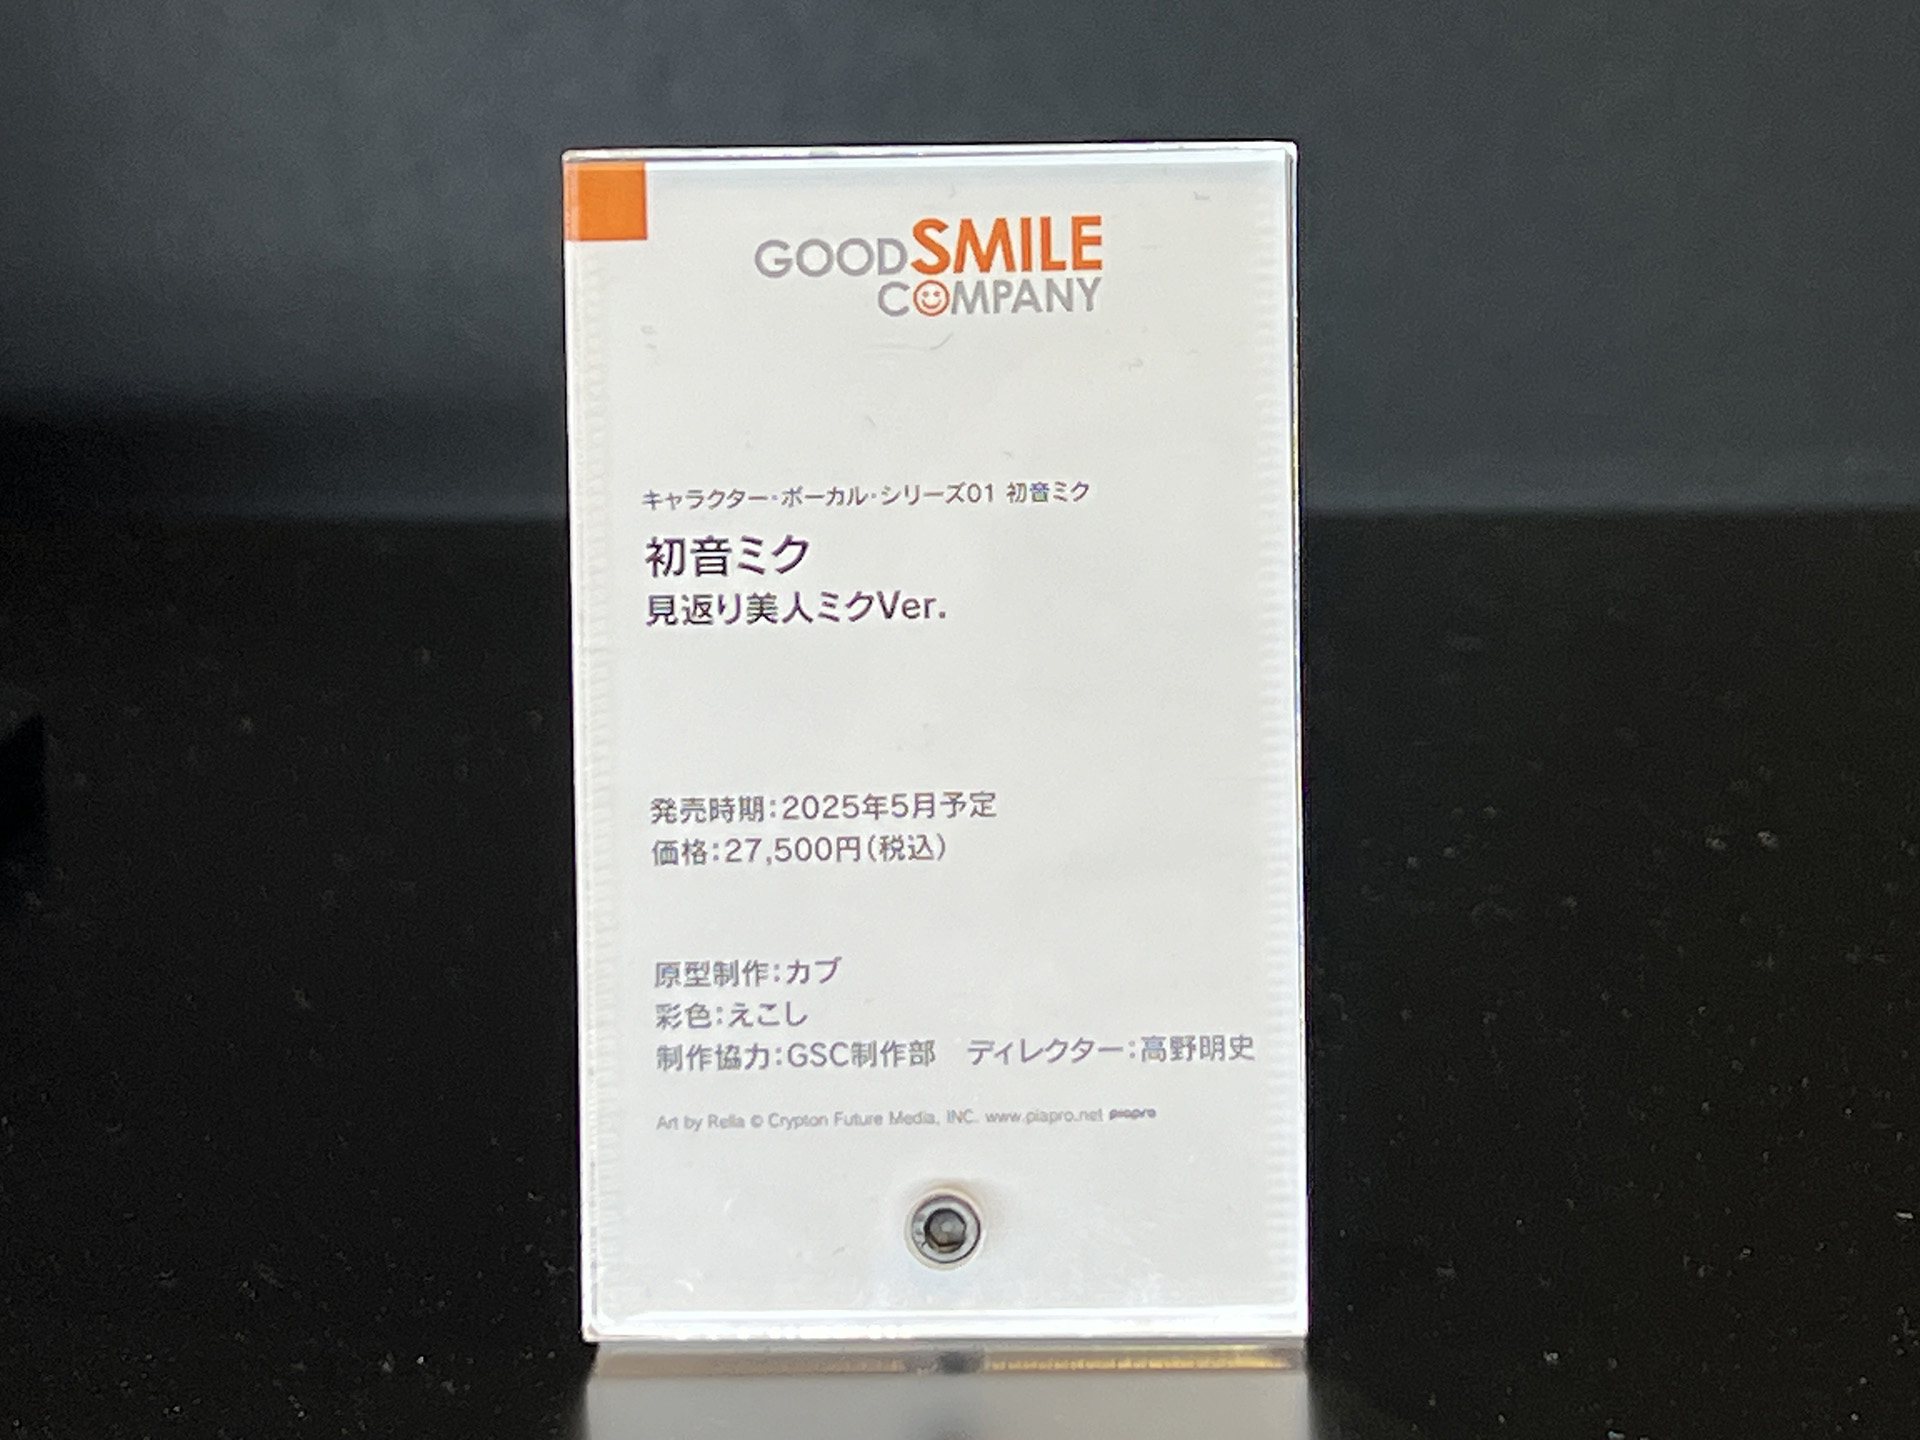 GOODSMILE
COMPANY
キャラクター・ボーカル・シリーズ01 初音ミク
初音ミク
見返り美人ミクVer.
発売時期：2025年5月予定
価格：27,500円（税込）
原型制作：カブ
彩色：えこし
制作協力：GSC制作部　ディレクター：高野明史
Art by Rella © Crypton Future Media, INC. www.piapro.net piapro